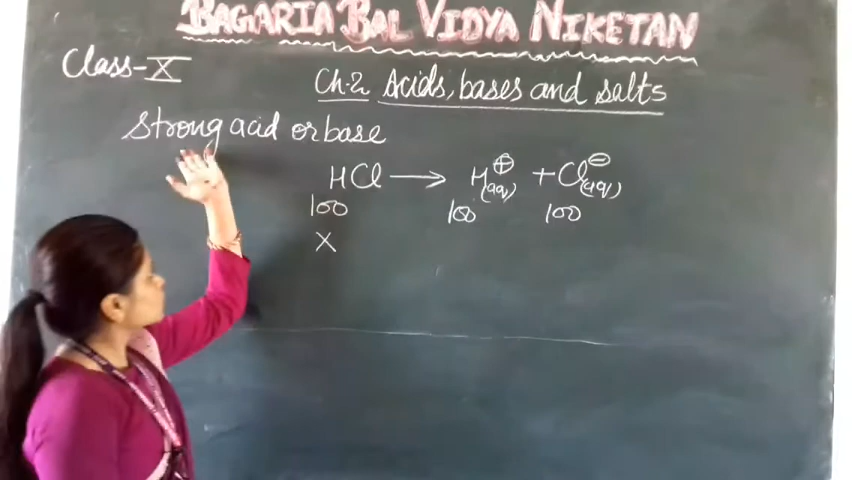 BAGARIA BAL VIDYA NIKETAN
Class-X
Ch-2 Acids, bases and salts
Strong acid or base
HCl → H⊕(aq) + Cl⊖(aq)
100 100 100
X